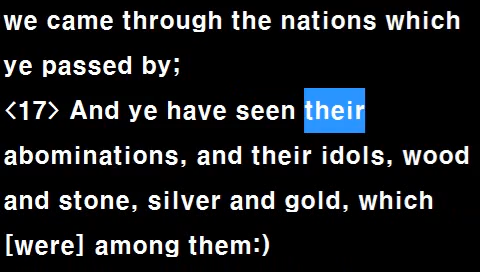 we came through the nations which
ye passed by;
<17> And ye have seen their
abominations, and their idols, wood
and stone, silver and gold, which
[were] among them:)